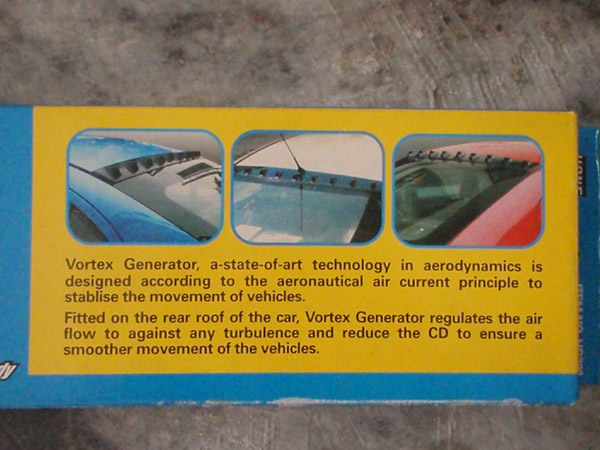 Vortex Generator, a-state-of-art technology in aerodynamics is
designed according to the aeronautical air current principle to
stablise the movement of vehicles.
Fitted on the rear roof of the car, Vortex Generator regulates the air
flow to against any turbulence and reduce the CD to ensure a
smoother movement of the vehicles.